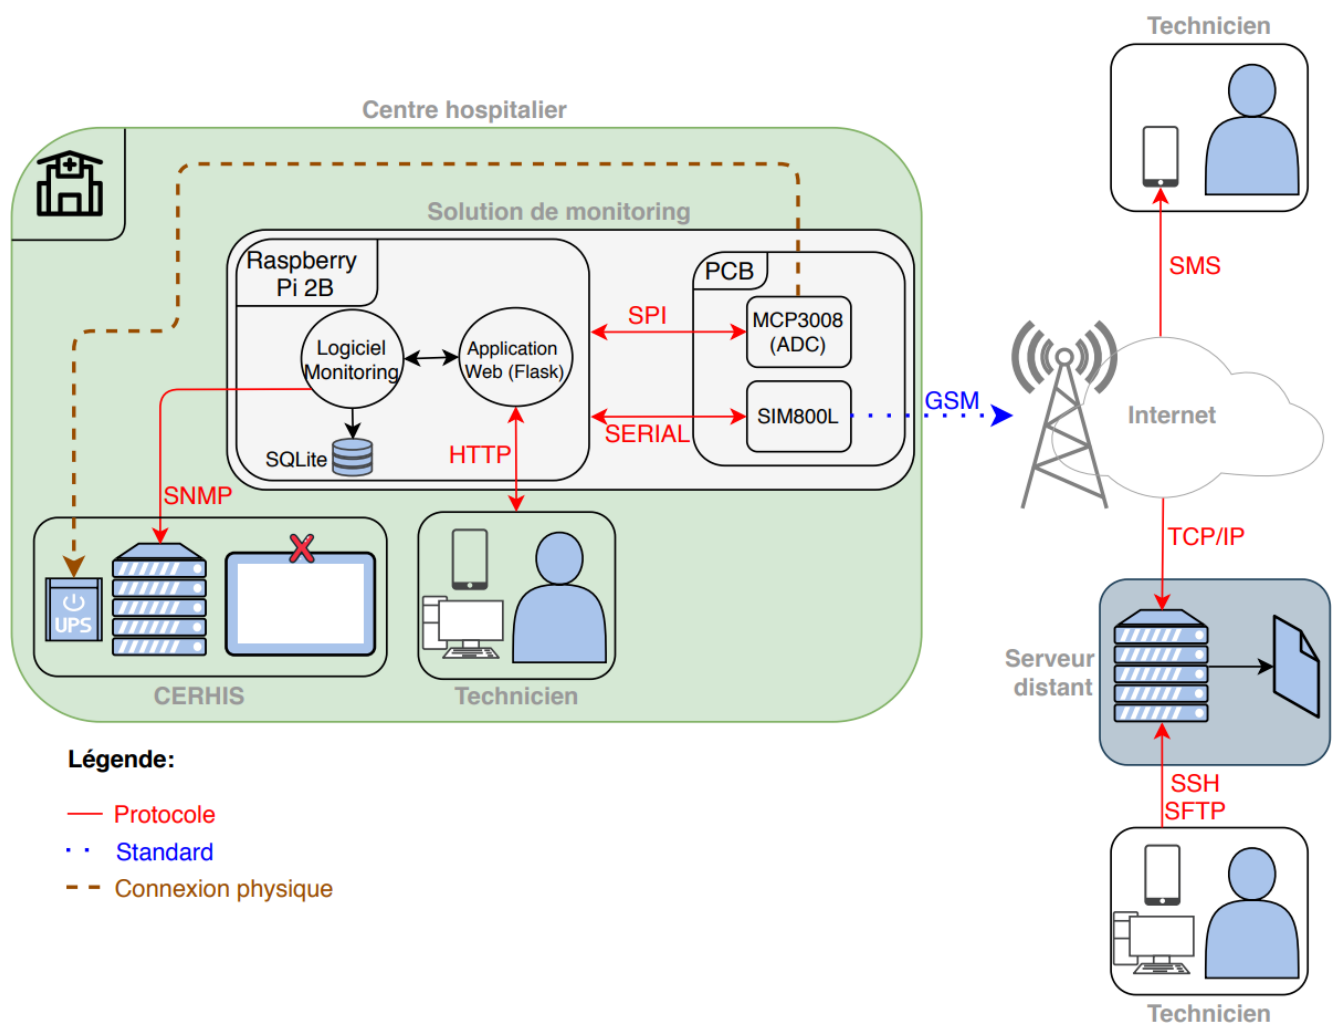 Technicien
Centre hospitalier
Solution de monitoring
Raspberry
Pi 2B
PCB
SMS
SPI
MCP3008
(ADC)
Logiciel
Monitoring
Application
Web (Flask)
GSM
Internet
SERIAL
SIM800L
SQLite
HTTP
SNMP
TCP/IP
UPS
Serveur
distant
CERHIS
Technicien
Légende:
SSH
SFTP
Protocole
Standard
Connexion physique
Technicien